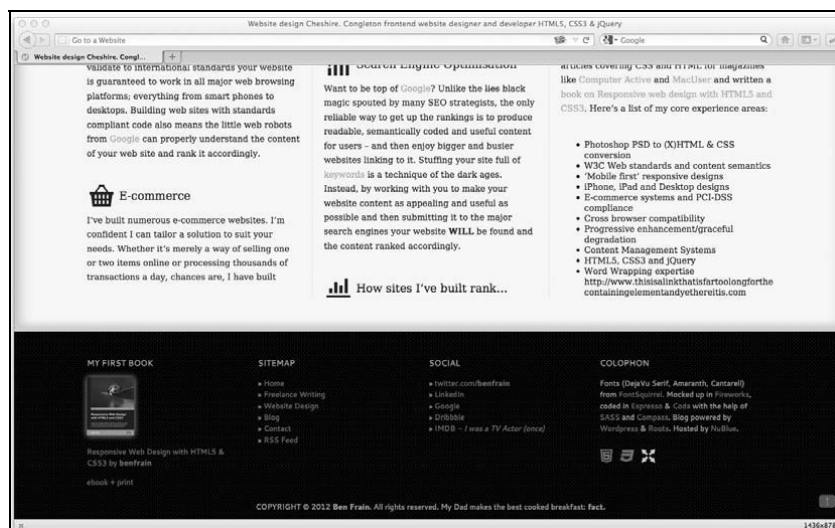 Website design Cheshire. Congleton frontend website designer and developer HTML5, CSS3 & jQuery
Go to a Website
Google
Website design Cheshire. Congl...
validate to international standards your website
is guaranteed to work in all major web browsing
platforms; everything from smart phones to
desktops. Building web sites with standards
compliant code also means the little web robots
from Google can properly understand the content
of your web site and rank it accordingly.
E-commerce
I've built numerous e-commerce websites. I'm
confident I can tailor a solution to suit your
needs. Whether it's merely a way of selling one
or two items online or processing thousands of
transactions a day, chances are, I have built
Search Engine Optimisation
Want to be top of Google? Unlike the lies black
magic spouted by many SEO strategists, the only
reliable way to get up the rankings is to produce
readable, semantically coded and useful content
for users – and then enjoy bigger and busier
websites linking to it. Stuffing your site full of
keywords is a technique of the dark ages.
Instead, by working with you to make your
website content as appealing and useful as
possible and then submitting it to the major
search engines your website WILL be found and
the content ranked accordingly.
How sites I've built rank...
articles covering CSS and HTML for magazines
like Computer Active and MacUser and written a
book on Responsive web design with HTML5 and
CSS3. Here's a list of my core experience areas:
• Photoshop PSD to (X)HTML & CSS
conversion
• W3C Web standards and content semantics
• 'Mobile first' responsive designs
• iPhone, iPad and Desktop designs
• E-commerce systems and PCI-DSS
compliance
• Cross browser compatibility
• Progressive enhancement/graceful
degradation
• Content Management Systems
• HTML5, CSS3 and jQuery
• Word Wrapping expertise
http://www.thisisalinkthatisfartoolongforthe
containingelementandyethereitis.com
MY FIRST BOOK
Responsive Web Design
with HTML5 and CSS3
Responsive Web Design with HTML5 &
CSS3 by benfrain
ebook + print
SITEMAP
» Home
» Freelance Writing
» Website Design
» Blog
» Contact
» RSS Feed
SOCIAL
» twitter.com/benfrain
» LinkedIn
» Google
» Dribbble
» IMDB – I was a TV Actor (once)
COLOPHON
Fonts (DejaVu Serif, Amaranth, Cantarell)
from FontSquirrel. Mocked up in Fireworks,
coded in Espresso & Coda with the help of
SASS and Compass. Blog powered by
Wordpress & Roots. Hosted by NuBlue.
COPYRIGHT © 2012 Ben Frain. All rights reserved. My Dad makes the best cooked breakfast: fact.
1436x878